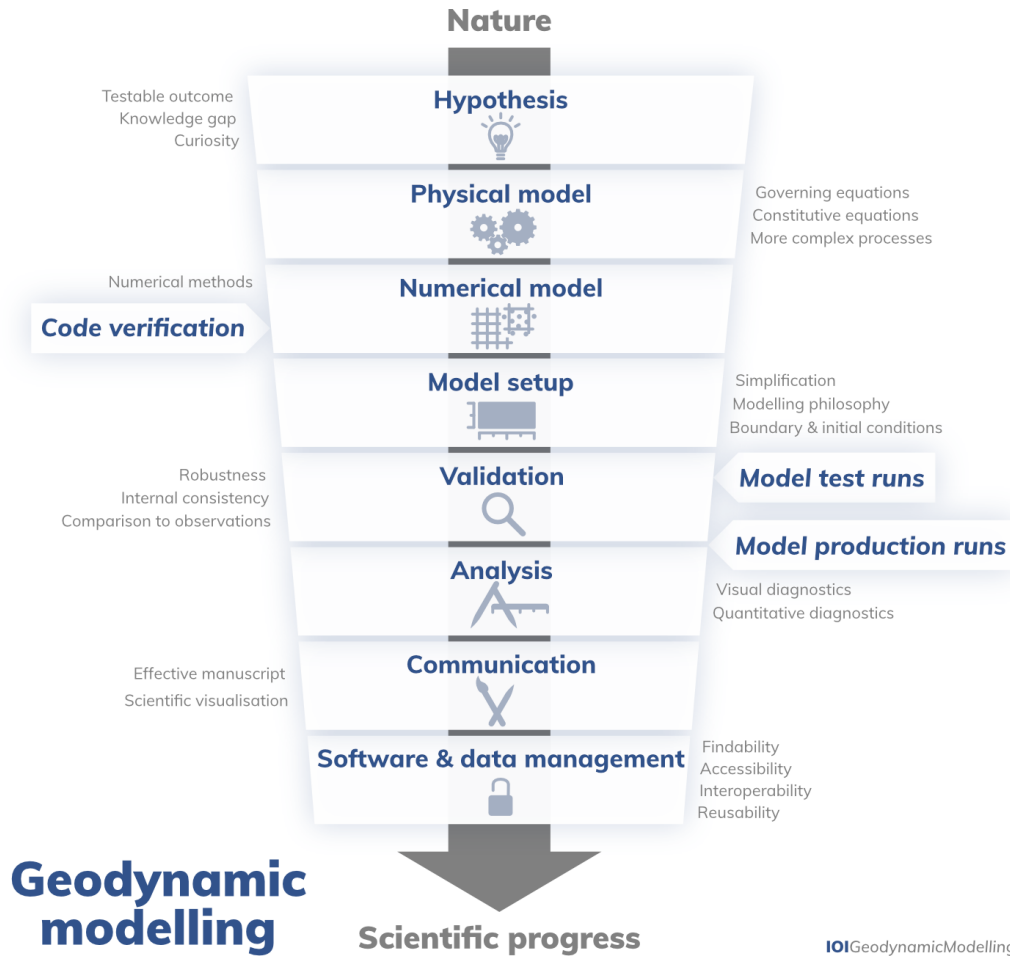 Nature
Hypothesis
Testable outcome
Knowledge gap
Curiosity
Physical model
Governing equations
Constitutive equations
More complex processes
Numerical model
Numerical methods
Code verification
Model setup
Simplification
Modelling philosophy
Boundary & initial conditions
Validation
Robustness
Internal consistency
Comparison to observations
Model test runs
Model production runs
Analysis
Visual diagnostics
Quantitative diagnostics
Communication
Effective manuscript
Scientific visualisation
Software & data management
Findability
Accessibility
Interoperability
Reusability
Geodynamic
modelling
Scientific progress
101GeodynamicModelling